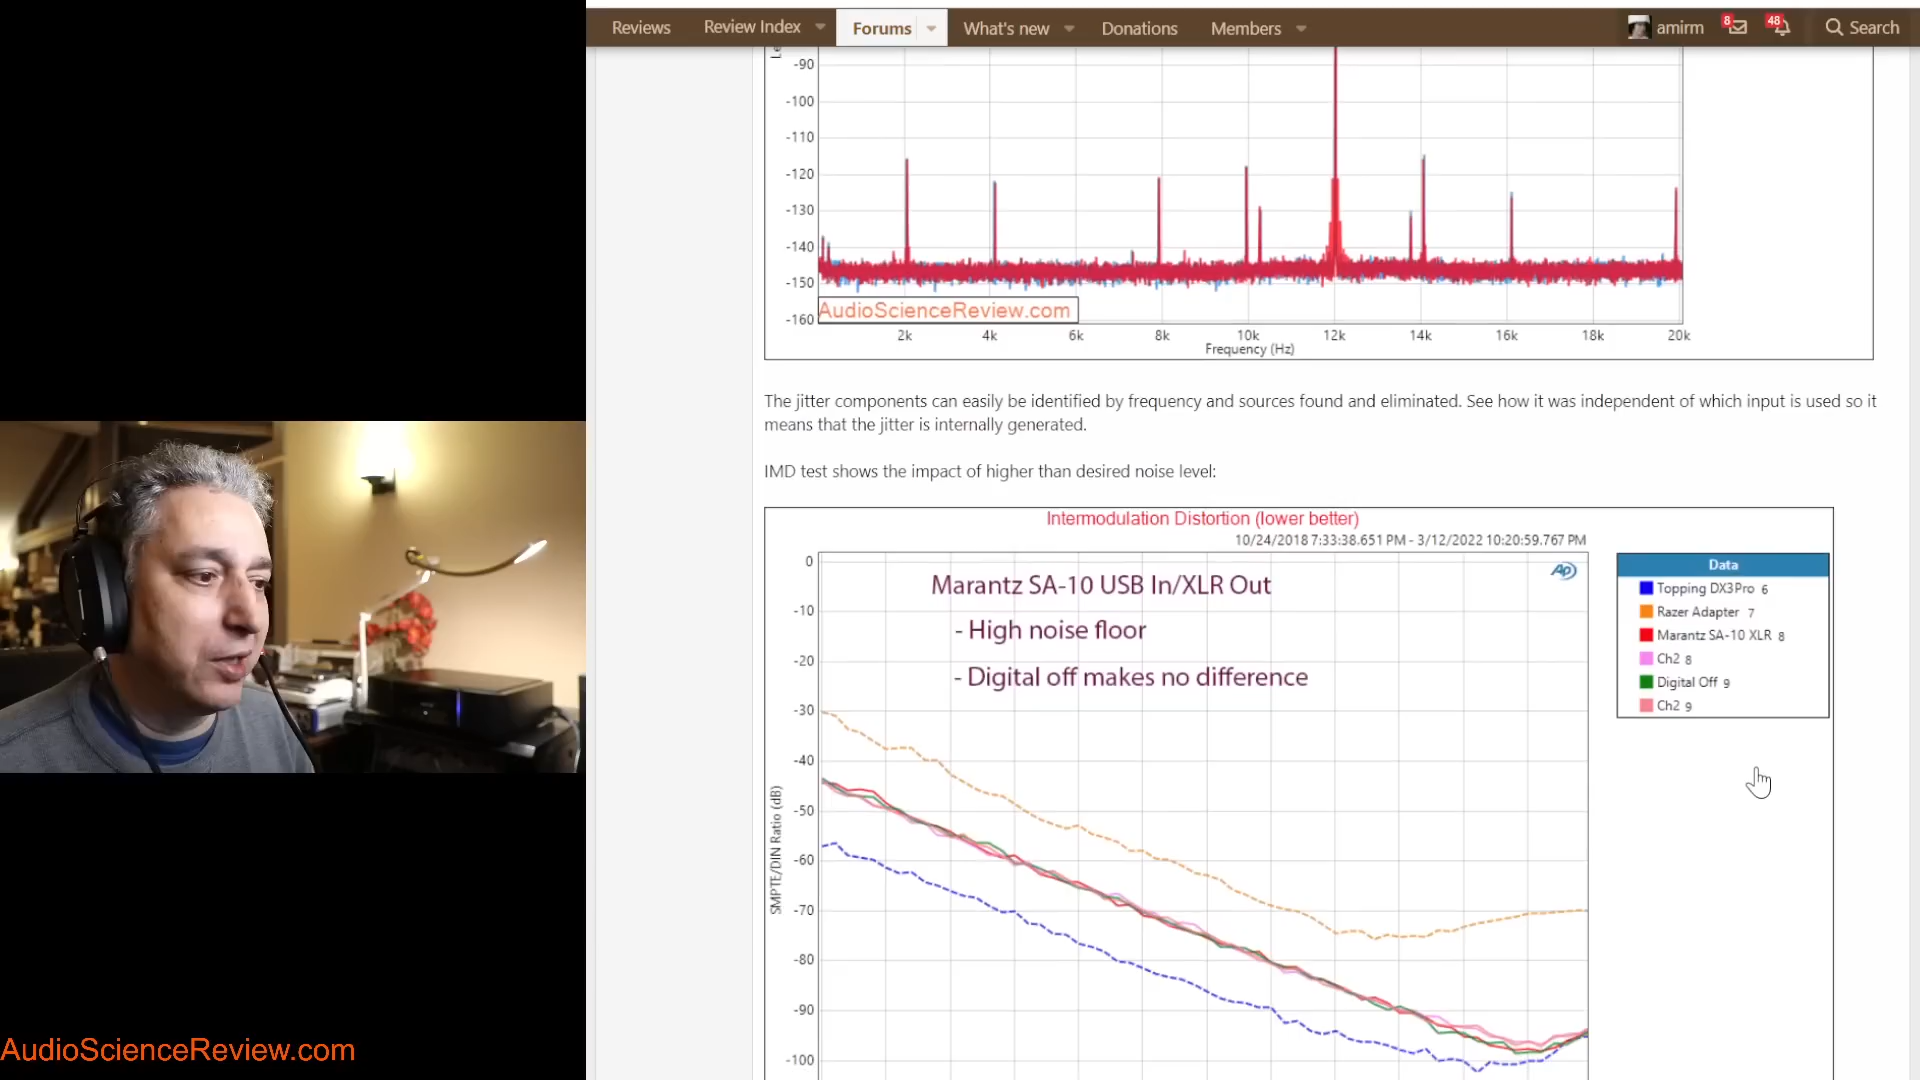 Reviews Review Index Forums What's new Donations Members amirm 8 48 Search
-90
-100
-110
-120
-130
-140
-150
-160
AudioScienceReview.com
2k 4k 6k 8k 10k 12k 14k 16k 18k 20k
Frequency (Hz)
The jitter components can easily be identified by frequency and sources found and eliminated. See how it was independent of which input is used so it
means that the jitter is internally generated.
IMD test shows the impact of higher than desired noise level:
Intermodulation Distortion (lower better)
10/24/2018 7:33:38.651 PM - 3/12/2022 10:20:59.767 PM
AP
Marantz SA-10 USB In/XLR Out
- High noise floor
- Digital off makes no difference
0
-10
-20
-30
-40
-50
-60
-70
-80
-90
-100
SMPTE/DIN Ratio (dB)
Data
Topping DX3Pro 6
Razer Adapter 7
Marantz SA-10 XLR 8
Ch2 8
Digital Off 9
Ch2 9
AudioScienceReview.com